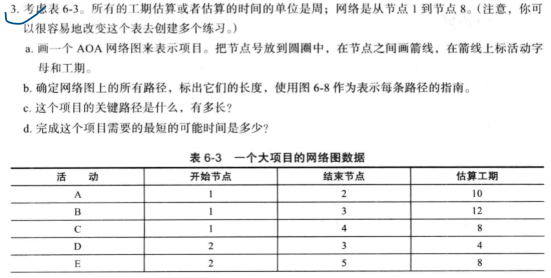 3. 考虑表 6-3。所有的工期估算或者估算的时间的单位是周；网络是从节点 1 到节点 8。（注意，你可
以很容易地改变这个表去创建多个练习。）
a. 画一个 AOA 网络图来表示项目。把节点号放到圆圈中，在节点之间画箭线，在箭线上标活动字
母和工期。
b. 确定网络图上的所有路径，标出它们的长度，使用图 6-8 作为表示每条路径的指南。
c. 这个项目的关键路径是什么，有多长？
d. 完成这个项目需要的最短的可能时间是多少？
表 6-3 一个大项目的网络图数据
活 动 开始节点 结束节点 估算工期
A 1 2 10
B 1 3 12
C 1 4 8
D 2 3 4
E 2 5 8